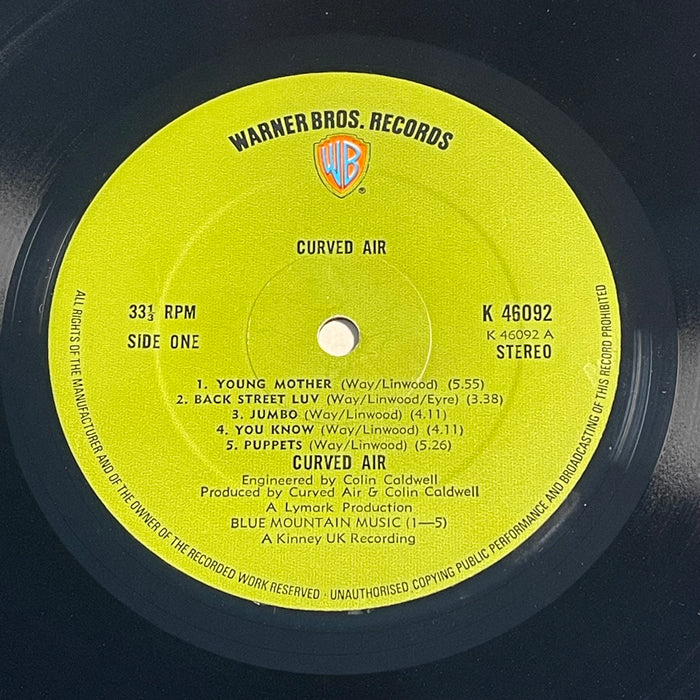 WARNER BROS. RECORDS
WB
®
CURVED AIR
33⅓ RPM
SIDE ONE
K 46092
K 46092 A
STEREO
1. YOUNG MOTHER (Way/Linwood) (5.55)
2. BACK STREET LUV (Way/Linwood/Eyre) (3.38)
3. JUMBO (Way/Linwood) (4.11)
4. YOU KNOW (Way/Linwood) (4.11)
5. PUPPETS (Way/Linwood) (5.26)
CURVED AIR
Engineered by Colin Caldwell
Produced by Curved Air & Colin Caldwell
A Lymark Production
BLUE MOUNTAIN MUSIC (1—5)
A Kinney UK Recording
ALL RIGHTS OF THE MANUFACTURER AND OF THE OWNER OF THE RECORDED WORK RESERVED · UNAUTHORISED COPYING PUBLIC PERFORMANCE AND BROADCASTING OF THIS RECORD PROHIBITED